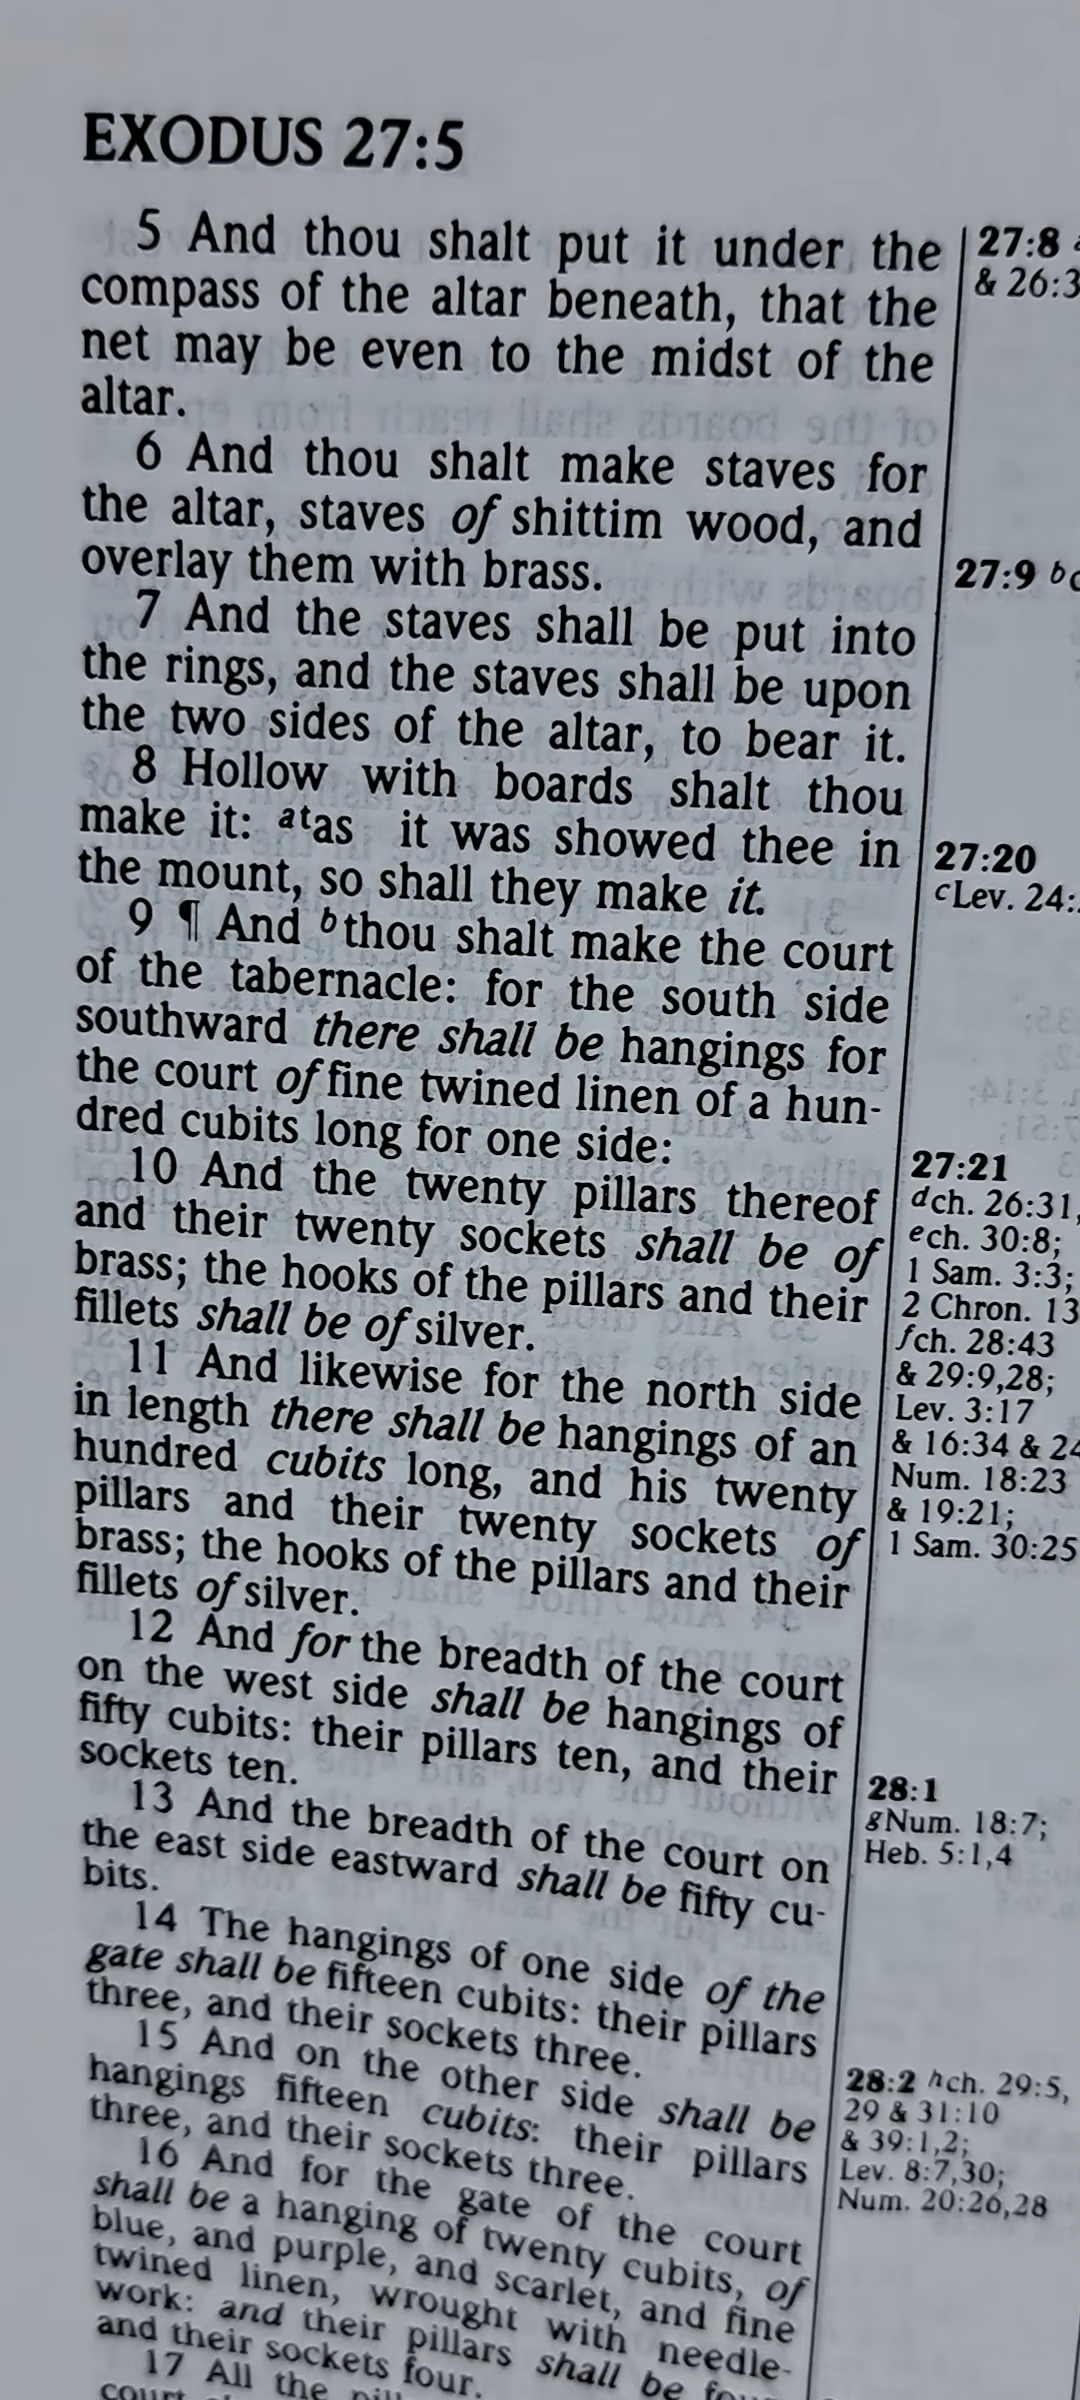 EXODUS 27:5
5 And thou shalt put it under the
compass of the altar beneath, that the
net may be even to the midst of the
altar.
6 And thou shalt make staves for
the altar, staves of shittim wood, and
overlay them with brass.
7 And the staves shall be put into
the rings, and the staves shall be upon
the two sides of the altar, to bear it.
8 Hollow with boards shalt thou
make it: atas it was showed thee in
the mount, so shall they make it.
9 ¶ And bthou shalt make the court
of the tabernacle: for the south side
southward there shall be hangings for
the court of fine twined linen of a hun-
dred cubits long for one side:
10 And the twenty pillars thereof
and their twenty sockets shall be of
brass; the hooks of the pillars and their
fillets shall be of silver.
11 And likewise for the north side
in length there shall be hangings of an
hundred cubits long, and his twenty
pillars and their twenty sockets of
brass; the hooks of the pillars and their
fillets of silver.
12 And for the breadth of the court
on the west side shall be hangings of
fifty cubits: their pillars ten, and their
sockets ten.
13 And the breadth of the court on
the east side eastward shall be fifty cu-
bits.
14 The hangings of one side of the
gate shall be fifteen cubits: their pillars
three, and their sockets three.
15 And on the other side shall be
hangings fifteen cubits: their pillars
three, and their sockets three.
16 And for the gate of the court
shall be a hanging of twenty cubits, of
blue, and purple, and scarlet, and fine
twined linen, wrought with needle-
work: and their pillars shall be
and their sockets four.
17 All the
27:8
& 26:3
27:9 b
27:20
cLev. 24:
27:21
dch. 26:31,
ech. 30:8;
1 Sam. 3:3;
2 Chron. 13
fch. 28:43
& 29:9,28;
Lev. 3:17
& 16:34 & 24
Num. 18:23
& 19:21;
1 Sam. 30:25
28:1
gNum. 18:7;
Heb. 5:1,4
28:2 hch. 29:5,
29 & 31:10
& 39:1,2;
Lev. 8:7,30;
Num. 20:26,28